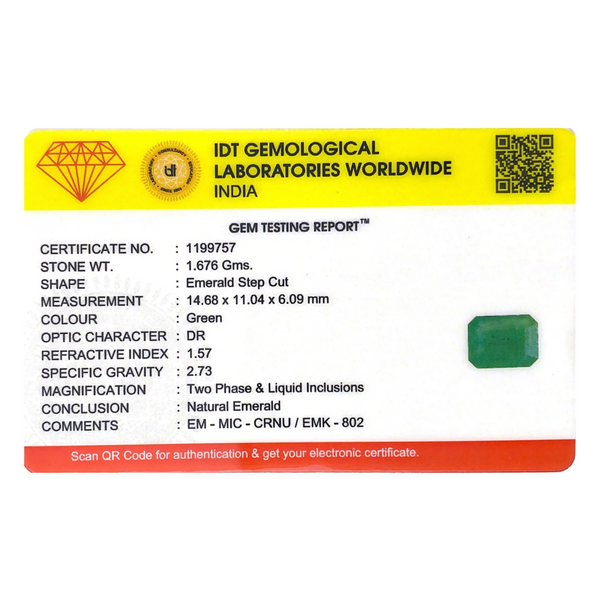 IDT GEMOLOGICAL
LABORATORIES WORLDWIDE
INDIA
GEM TESTING REPORT™
CERTIFICATE NO. : 1199757
STONE WT. : 1.676 Gms.
SHAPE : Emerald Step Cut
MEASUREMENT : 14.68 x 11.04 x 6.09 mm
COLOUR : Green
OPTIC CHARACTER : DR
REFRACTIVE INDEX : 1.57
SPECIFIC GRAVITY : 2.73
MAGNIFICATION : Two Phase & Liquid Inclusions
CONCLUSION : Natural Emerald
COMMENTS : EM - MIC - CRNU / EMK - 802
Scan QR Code for authentication & get your electronic certificate.